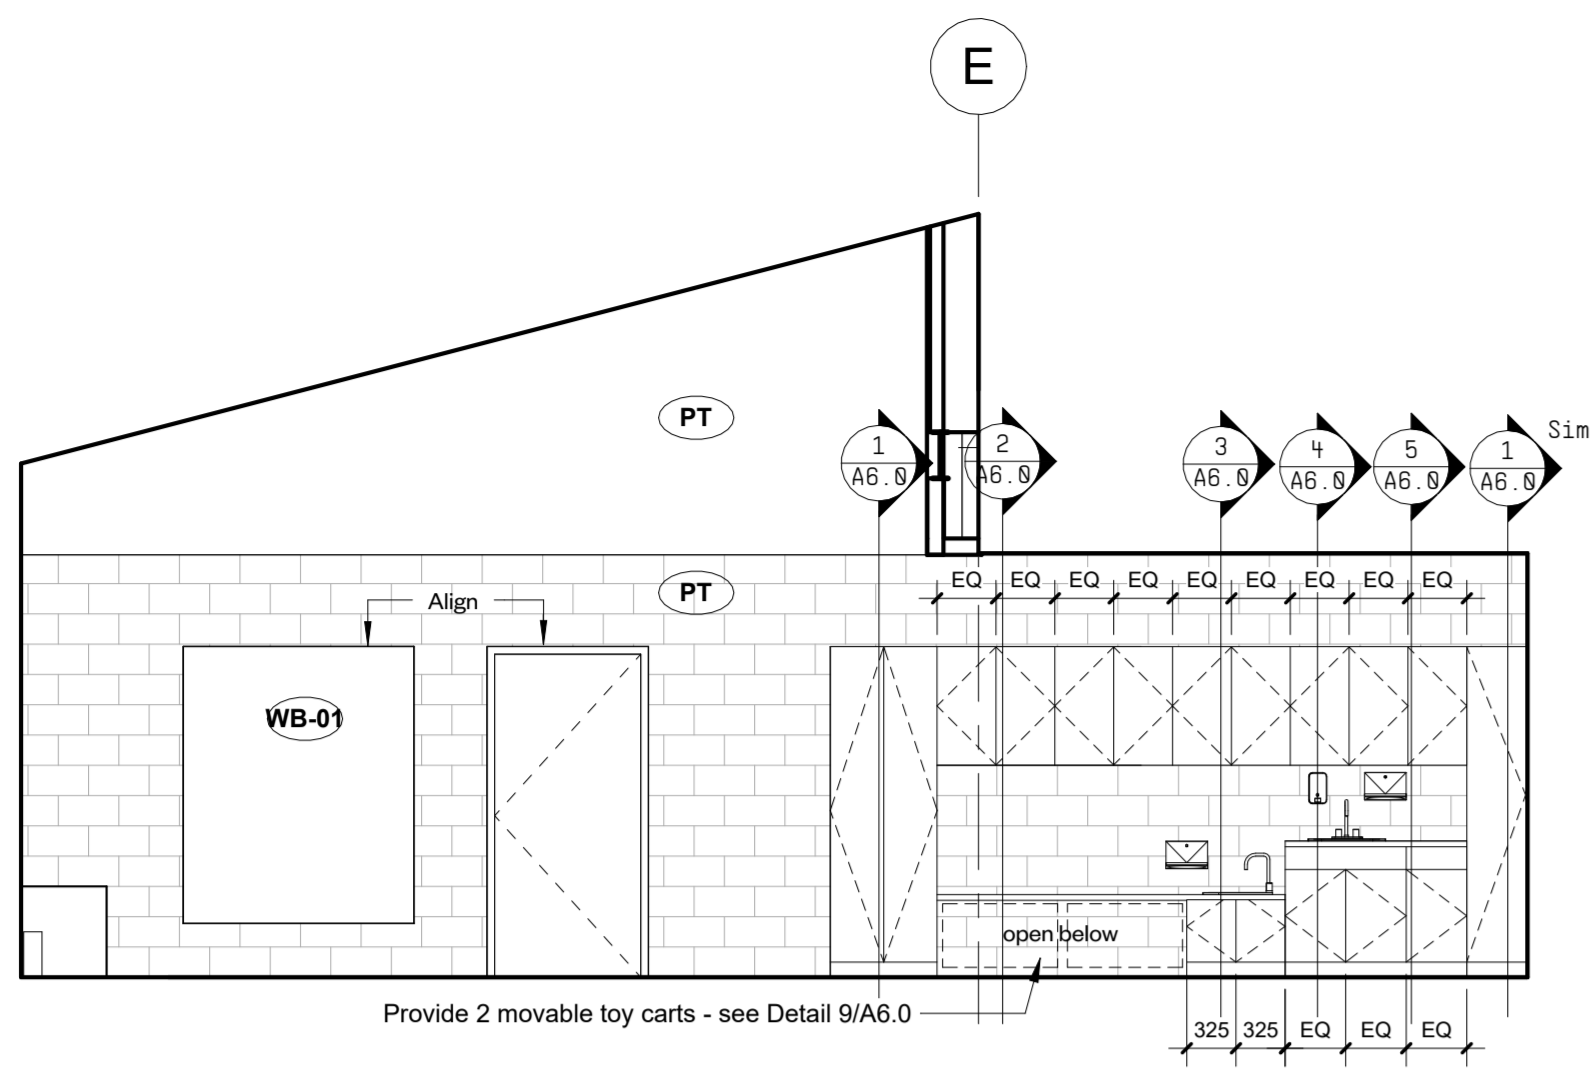 E
PT
1
A6.0
2
A6.0
3
A6.0
4
A6.0
5
A6.0
1
A6.0
Sim
EQ EQ EQ EQ EQ EQ EQ EQ EQ
PT
Align
WB-01
open below
Provide 2 movable toy carts - see Detail 9/A6.0
325 325 EQ EQ EQ